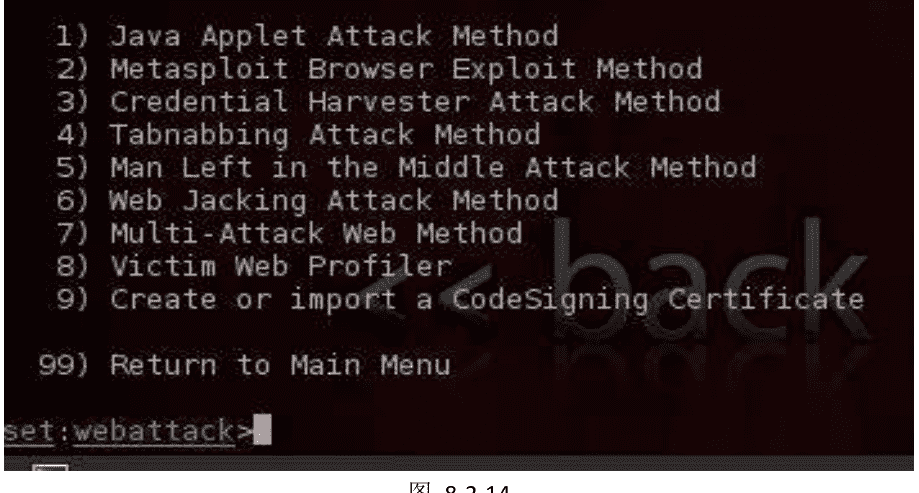 1) Java Applet Attack Method
2) Metasploit Browser Exploit Method
3) Credential Harvester Attack Method
4) Tabnabbing Attack Method
5) Man Left in the Middle Attack Method
6) Web Jacking Attack Method
7) Multi-Attack Web Method
8) Victim Web Profiler
9) Create or import a CodeSigning Certificate
<< back
99) Return to Main Menu
set:webattack>
图 8-2-14